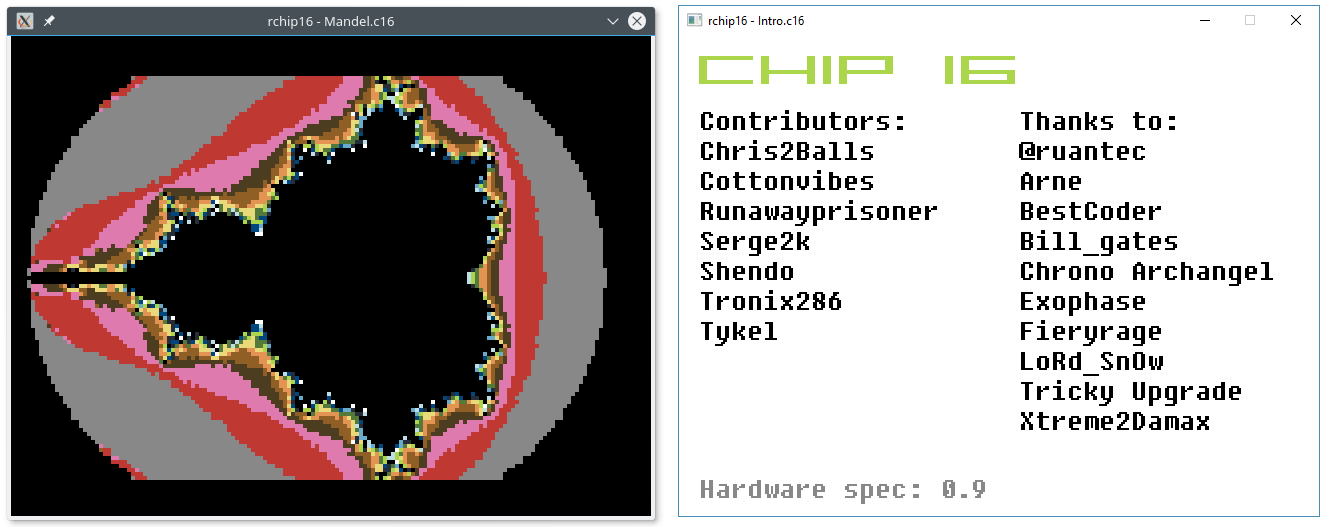 rchip16 - Mandel.c16
rchip16 - Intro.c16
CHIP 16
Contributors:
Chris2Balls
Cottonvibes
Runawayprisoner
Serge2k
Shendo
Tronix286
Tykel
Thanks to:
@ruantec
Arne
BestCoder
Bill_gates
Chrono Archangel
Exophase
Fieryrage
LoRd_Sn0w
Tricky Upgrade
Xtreme2Damax
Hardware spec: 0.9